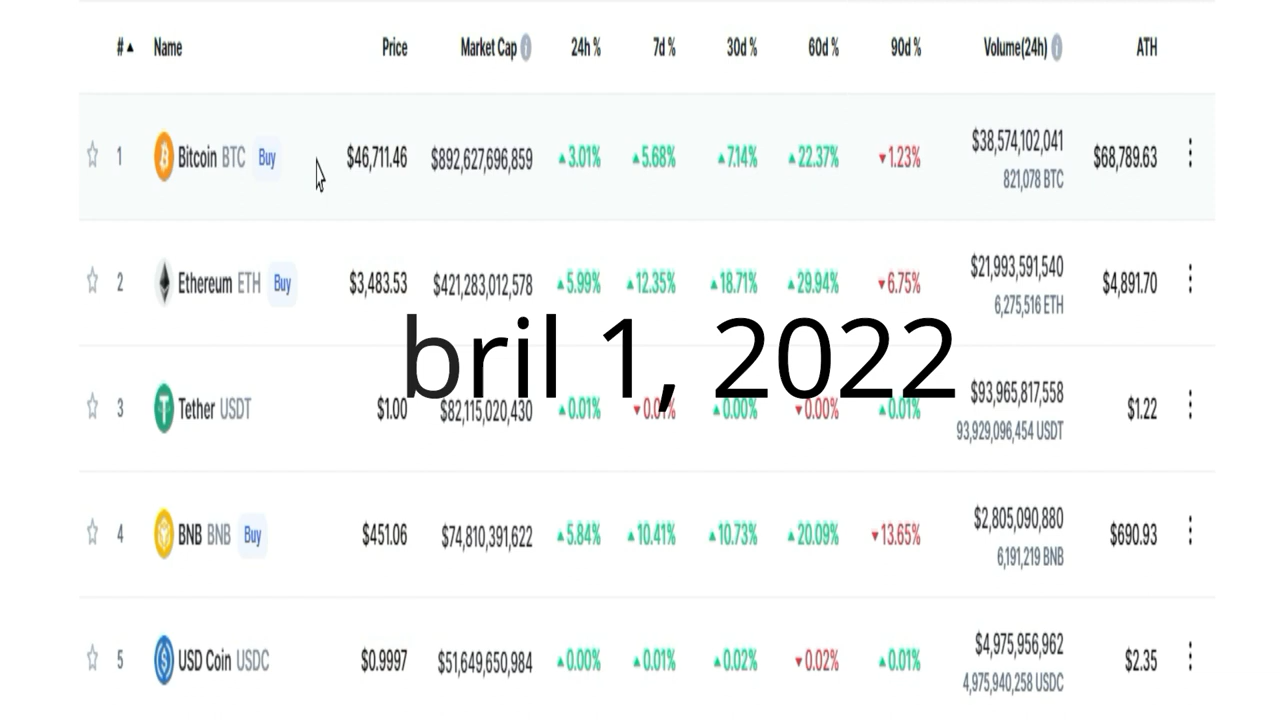 # Name Price Market Cap 24h % 7d % 30d % 60d % 90d % Volume(24h) ATH
1 Bitcoin BTC Buy $46,711.46 $892,627,696,859 3.01% 5.68% 7.14% 22.37% 1.23% $38,574,102,041 $68,789.63
821,078 BTC
2 Ethereum ETH Buy $3,483.53 $421,283,012,578 5.99% 12.35% 18.71% 29.94% 6.75% $21,993,591,540 $4,891.70
6,275,516 ETH
bril 1, 2022
3 Tether USDT $1.00 $82,115,020,430 0.01% 0.01% 0.00% 0.00% 0.01% $93,965,817,558 $1.22
93,929,096,454 USDT
4 BNB BNB Buy $451.06 $74,810,391,622 5.84% 10.41% 10.73% 20.09% 13.65% $2,805,090,880 $690.93
6,191,219 BNB
5 USD Coin USDC $0.9997 $51,649,650,984 0.00% 0.01% 0.02% 0.02% 0.01% $4,975,956,962 $2.35
4,975,940,258 USDC